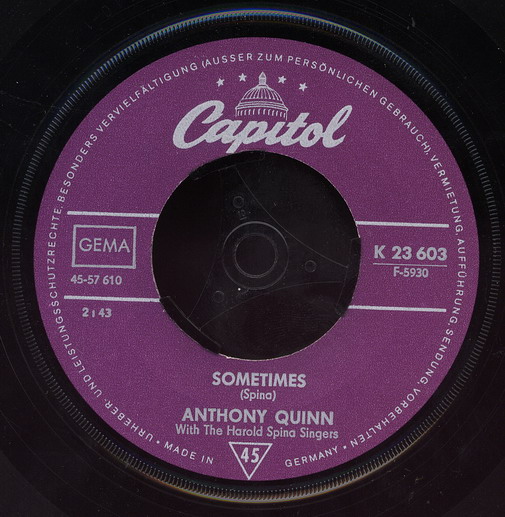 URHEBER- UND LEISTUNGSSCHUTZRECHTE, BESONDERS VERVIELFÄLTIGUNG (AUSSER ZUM PERSÖNLICHEN GEBRAUCH), VERMIETUNG, AUFFÜHRUNG, SENDUNG, VORBEHALTEN
Capitol
GEMA
K 23 603
45-57 610
F-5930
2 : 43
SOMETIMES
(Spina)
ANTHONY QUINN
With The Harold Spina Singers
• MADE IN
45
GERMANY •